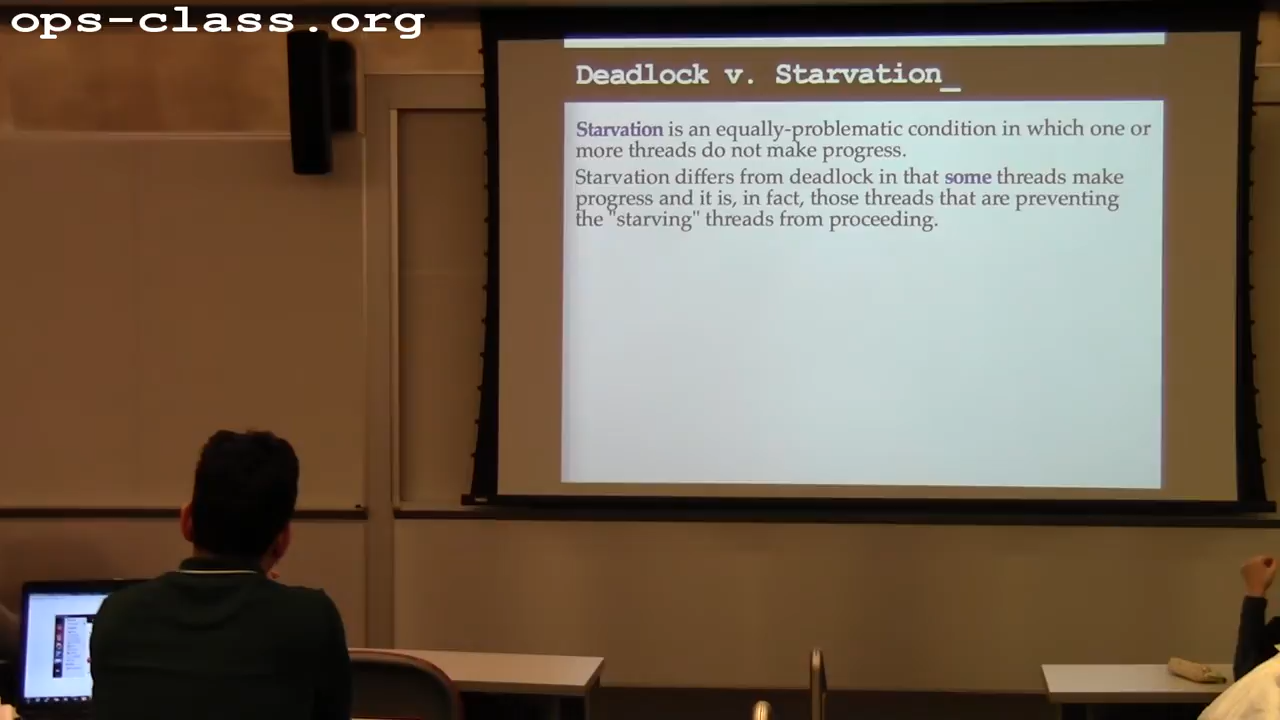 ops-class.org
Deadlock v. Starvation_
Starvation is an equally-problematic condition in which one or
more threads do not make progress.
Starvation differs from deadlock in that some threads make
progress and it is, in fact, those threads that are preventing
the "starving" threads from proceeding.